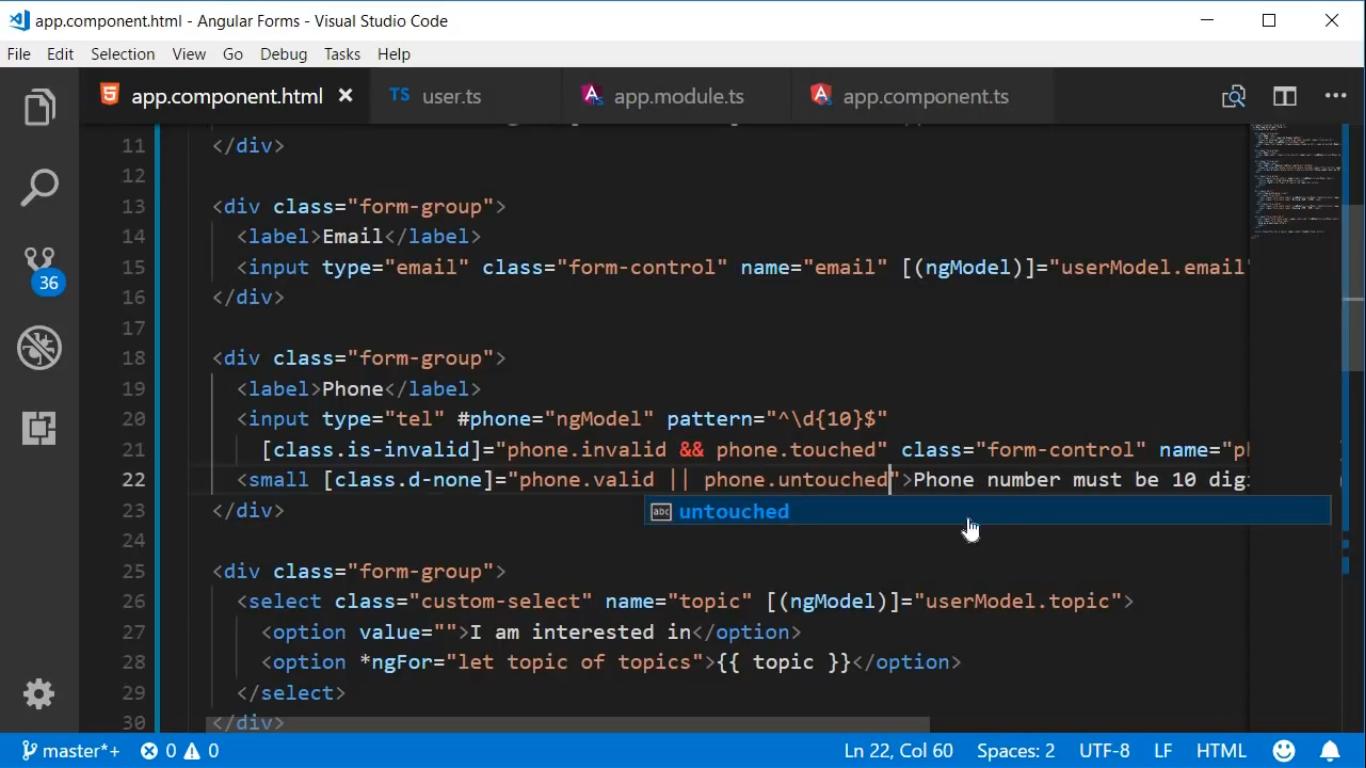 app.component.html - Angular Forms - Visual Studio Code
File Edit Selection View Go Debug Tasks Help
app.component.html TS user.ts app.module.ts app.component.ts
11 </div>
12
13 <div class="form-group">
14 <label>Email</label>
15 <input type="email" class="form-control" name="email" [(ngModel)]="userModel.email"
16 </div>
17
18 <div class="form-group">
19 <label>Phone</label>
20 <input type="tel" #phone="ngModel" pattern="^\d{10}$"
21 [class.is-invalid]="phone.invalid && phone.touched" class="form-control" name="ph
22 <small [class.d-none]="phone.valid || phone.untouched">Phone number must be 10 dig
abc untouched
23 </div>
24
25 <div class="form-group">
26 <select class="custom-select" name="topic" [(ngModel)]="userModel.topic">
27 <option value="">I am interested in</option>
28 <option *ngFor="let topic of topics">{{ topic }}</option>
29 </select>
30 </div>
36
master*+ 0 0 Ln 22, Col 60 Spaces: 2 UTF-8 LF HTML